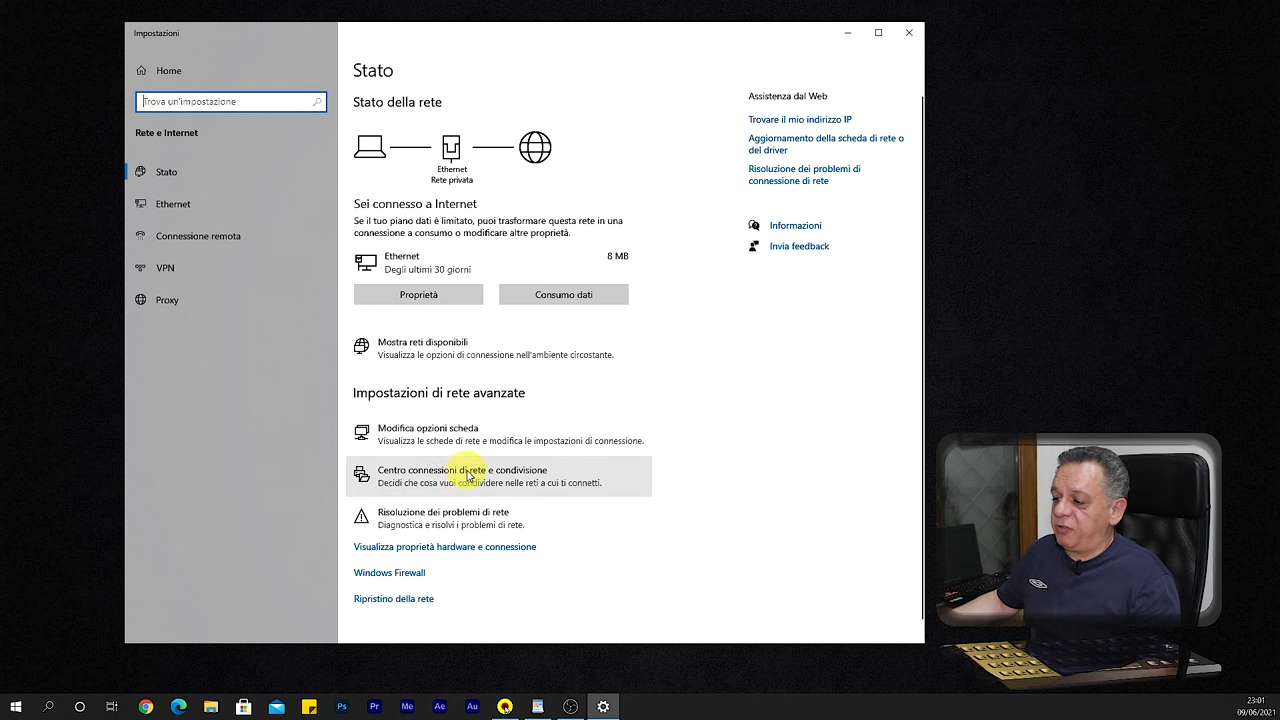 Impostazioni
Home
Trova un'impostazione
Rete e Internet
Stato
Ethernet
Connessione remota
VPN
Proxy
Stato
Stato della rete
Ethernet
Rete privata
Sei connesso a Internet
Se il tuo piano dati è limitato, puoi trasformare questa rete in una
connessione a consumo o modificare altre proprietà.
Ethernet
8 MB
Degli ultimi 30 giorni
Proprietà
Consumo dati
Mostra reti disponibili
Visualizza le opzioni di connessione nell'ambiente circostante.
Impostazioni di rete avanzate
Modifica opzioni scheda
Visualizza le schede di rete e modifica le impostazioni di connessione.
Centro connessioni di rete e condivisione
Decidi che cosa vuoi condividere nelle reti a cui ti connetti.
Risoluzione dei problemi di rete
Diagnostica e risolvi i problemi di rete.
Visualizza proprietà hardware e connessione
Windows Firewall
Ripristino della rete
Assistenza dal Web
Trovare il mio indirizzo IP
Aggiornamento della scheda di rete o
del driver
Risoluzione dei problemi di
connessione di rete
Informazioni
Invia feedback
Ps
Pr
Me
Ae
Au
23:01
09/06/2021